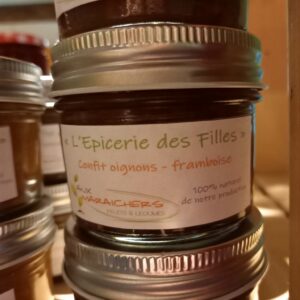 « L'Epicerie des Filles »
Confit oignons - framboise
AUX
MARAICHERS
FRUITS & LEGUMES
100% naturel
de notre production